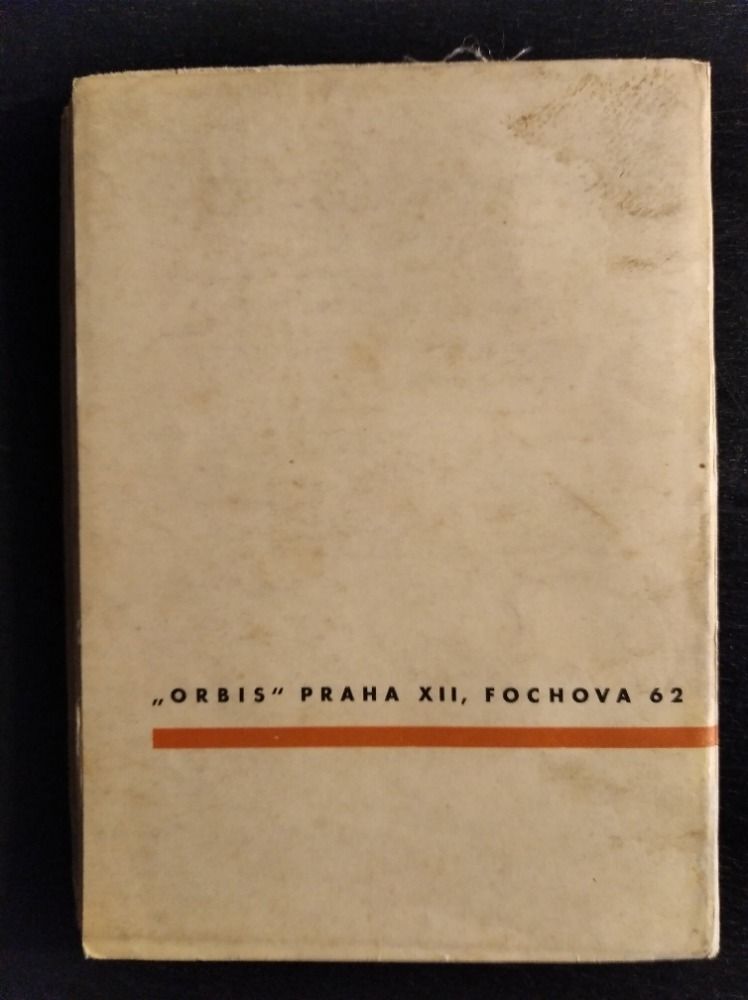 „ORBIS“ PRAHA XII, FOCHOVA 62